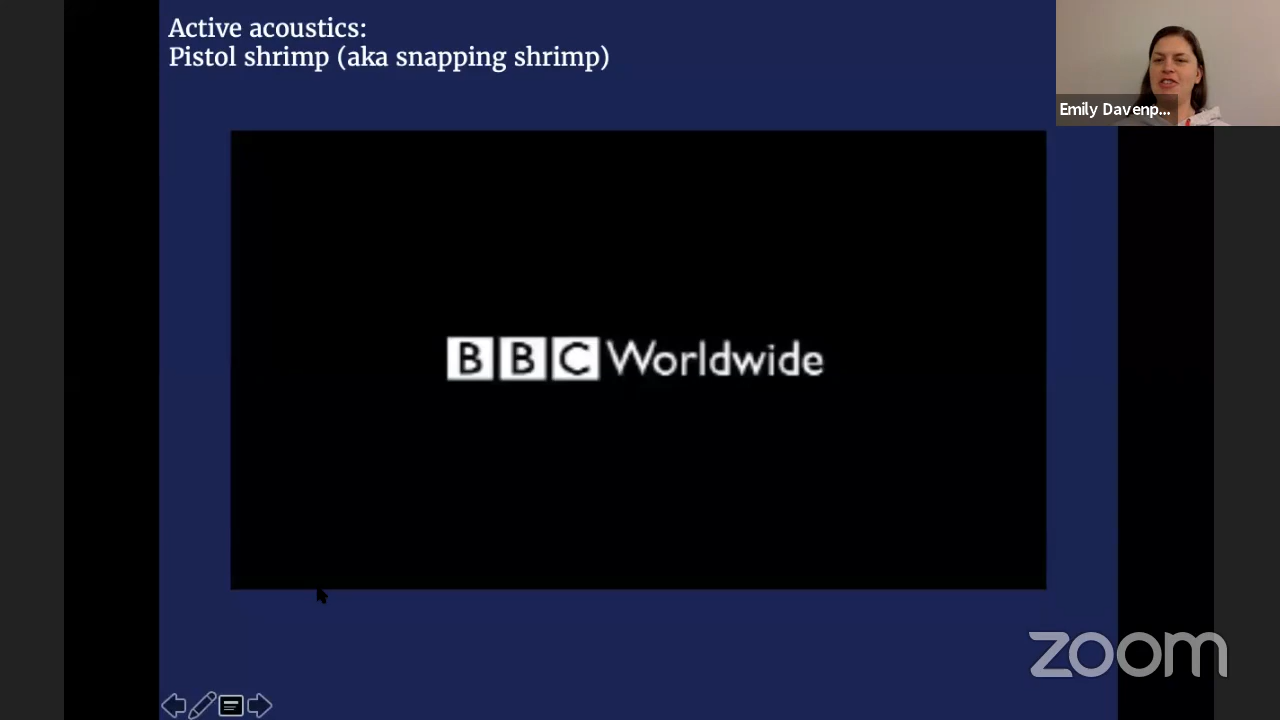 Active acoustics:
Pistol shrimp (aka snapping shrimp)
Emily Davenp...
BBC Worldwide
zoom